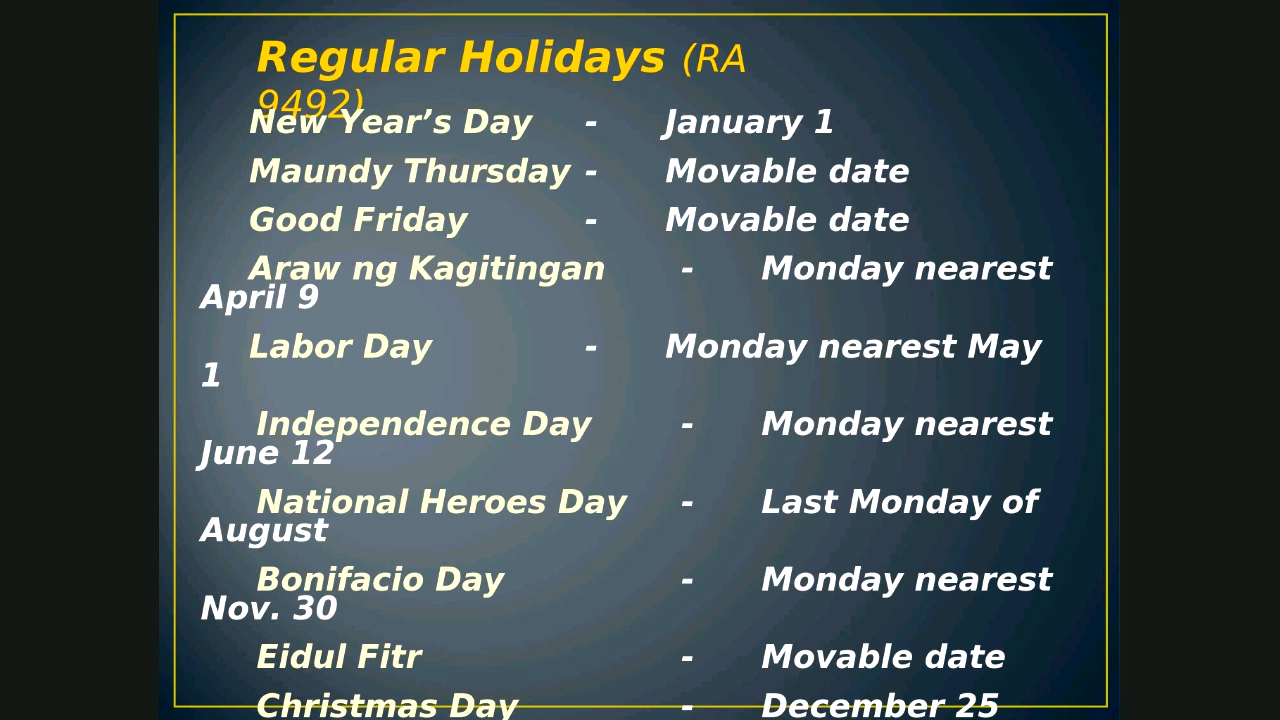 Regular Holidays (RA
9492)
New Year’s Day - January 1
Maundy Thursday - Movable date
Good Friday - Movable date
Araw ng Kagitingan - Monday nearest
April 9
Labor Day - Monday nearest May
1
Independence Day - Monday nearest
June 12
National Heroes Day - Last Monday of
August
Bonifacio Day - Monday nearest
Nov. 30
Eidul Fitr - Movable date
Christmas Day - December 25